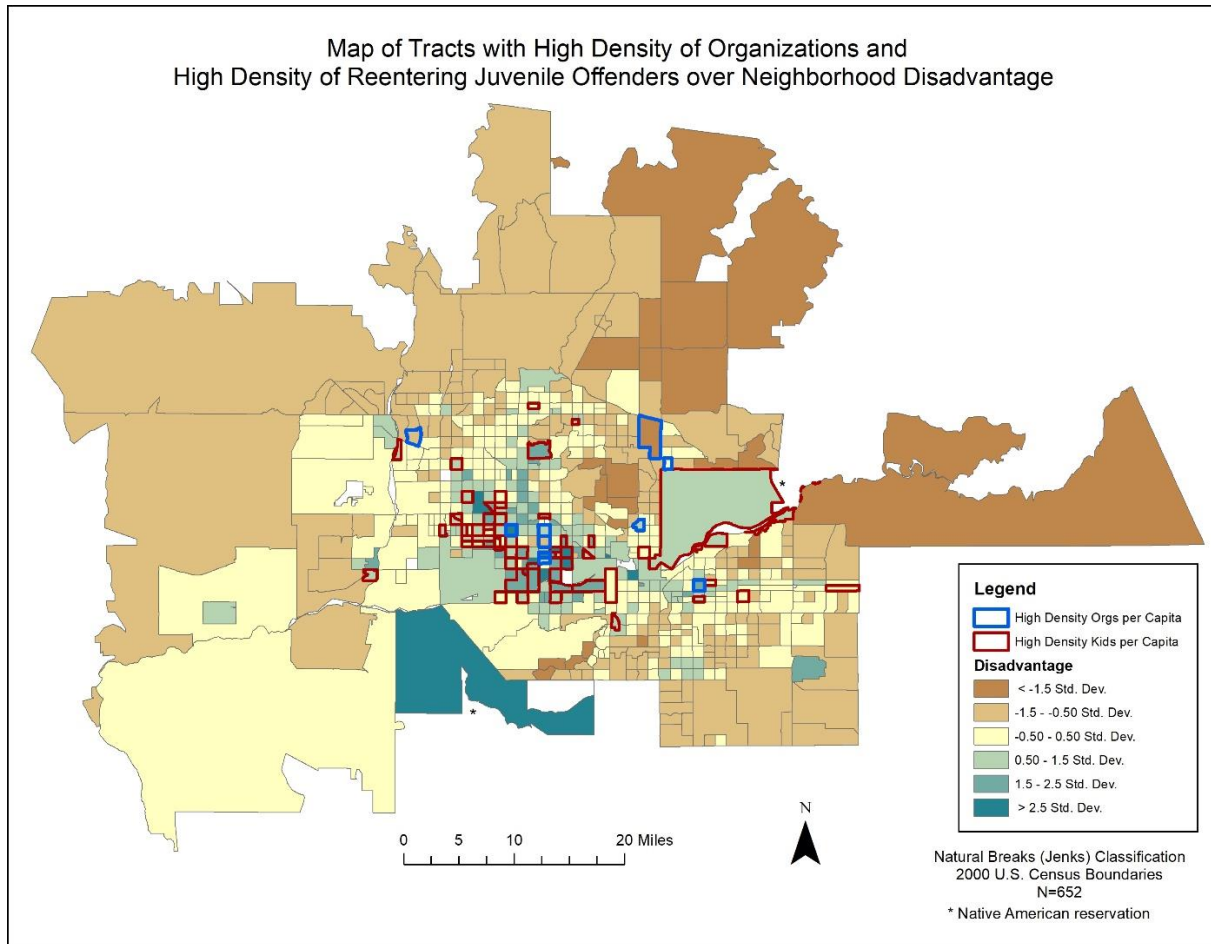 Map of Tracts with High Density of Organizations and
High Density of Reentering Juvenile Offenders over Neighborhood Disadvantage
*
*
Legend
High Density Orgs per Capita
High Density Kids per Capita
Disadvantage
< -1.5 Std. Dev.
-1.5 - -0.50 Std. Dev.
-0.50 - 0.50 Std. Dev.
0.50 - 1.5 Std. Dev.
1.5 - 2.5 Std. Dev.
> 2.5 Std. Dev.
N
0 5 10 20 Miles
Natural Breaks (Jenks) Classification
2000 U.S. Census Boundaries
N=652
* Native American reservation